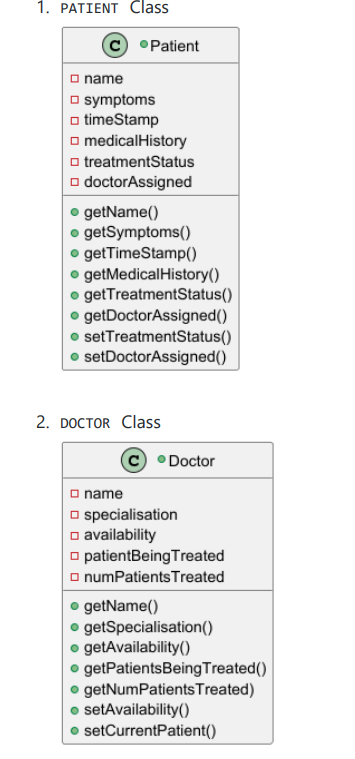 1. PATIENT Class
C Patient
name
symptoms
timeStamp
medicalHistory
treatmentStatus
doctorAssigned
getName()
getSymptoms()
getTimeStamp()
getMedicalHistory()
getTreatmentStatus()
getDoctorAssigned()
setTreatmentStatus()
setDoctorAssigned()
2. DOCTOR Class
C Doctor
name
specialisation
availability
patientBeingTreated
numPatientsTreated
getName()
getSpecialisation()
getAvailability()
getPatientsBeingTreated()
getNumPatientsTreated)
setAvailability()
setCurrentPatient()